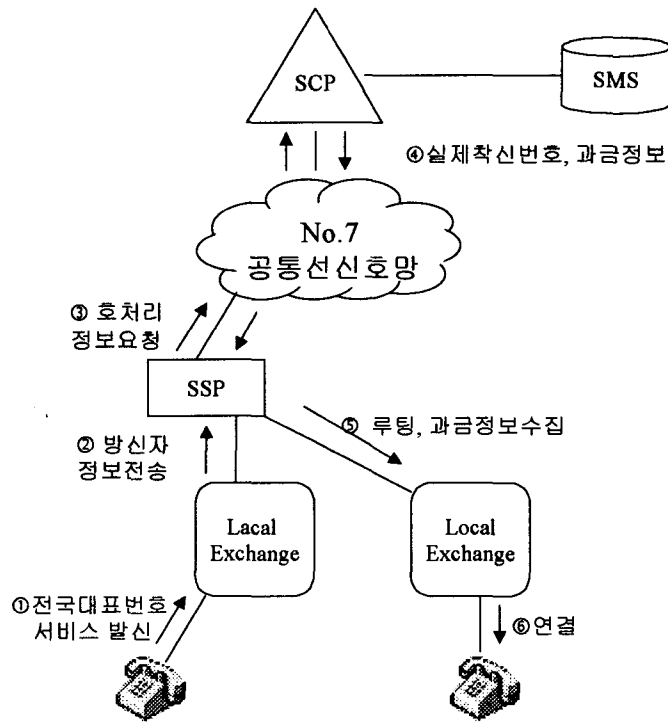 SCP
SMS
④실제착신번호, 과금정보
No.7
공통선신호망
③ 호처리
정보요청
SSP
⑤ 루팅, 과금정보수집
② 방신자
정보전송
Lacal
Exchange
Local
Exchange
①전국대표번호
서비스 발신
⑥연결